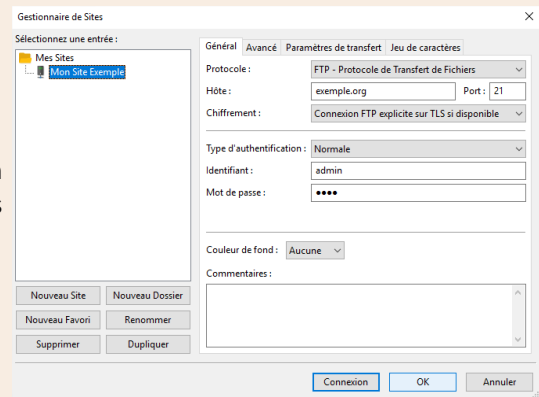 Gestionnaire de Sites
Sélectionnez une entrée :
Mes Sites
Mon Site Exemple
Nouveau Site Nouveau Dossier
Nouveau Favori Renommer
Supprimer Dupliquer
Général Avancé Paramètres de transfert Jeu de caractères
Protocole : FTP - Protocole de Transfert de Fichiers
Hôte : exemple.org Port : 21
Chiffrement : Connexion FTP explicite sur TLS si disponible
Type d'authentification : Normale
Identifiant : admin
Mot de passe : ●●●●
Couleur de fond : Aucune
Commentaires :
Connexion OK Annuler